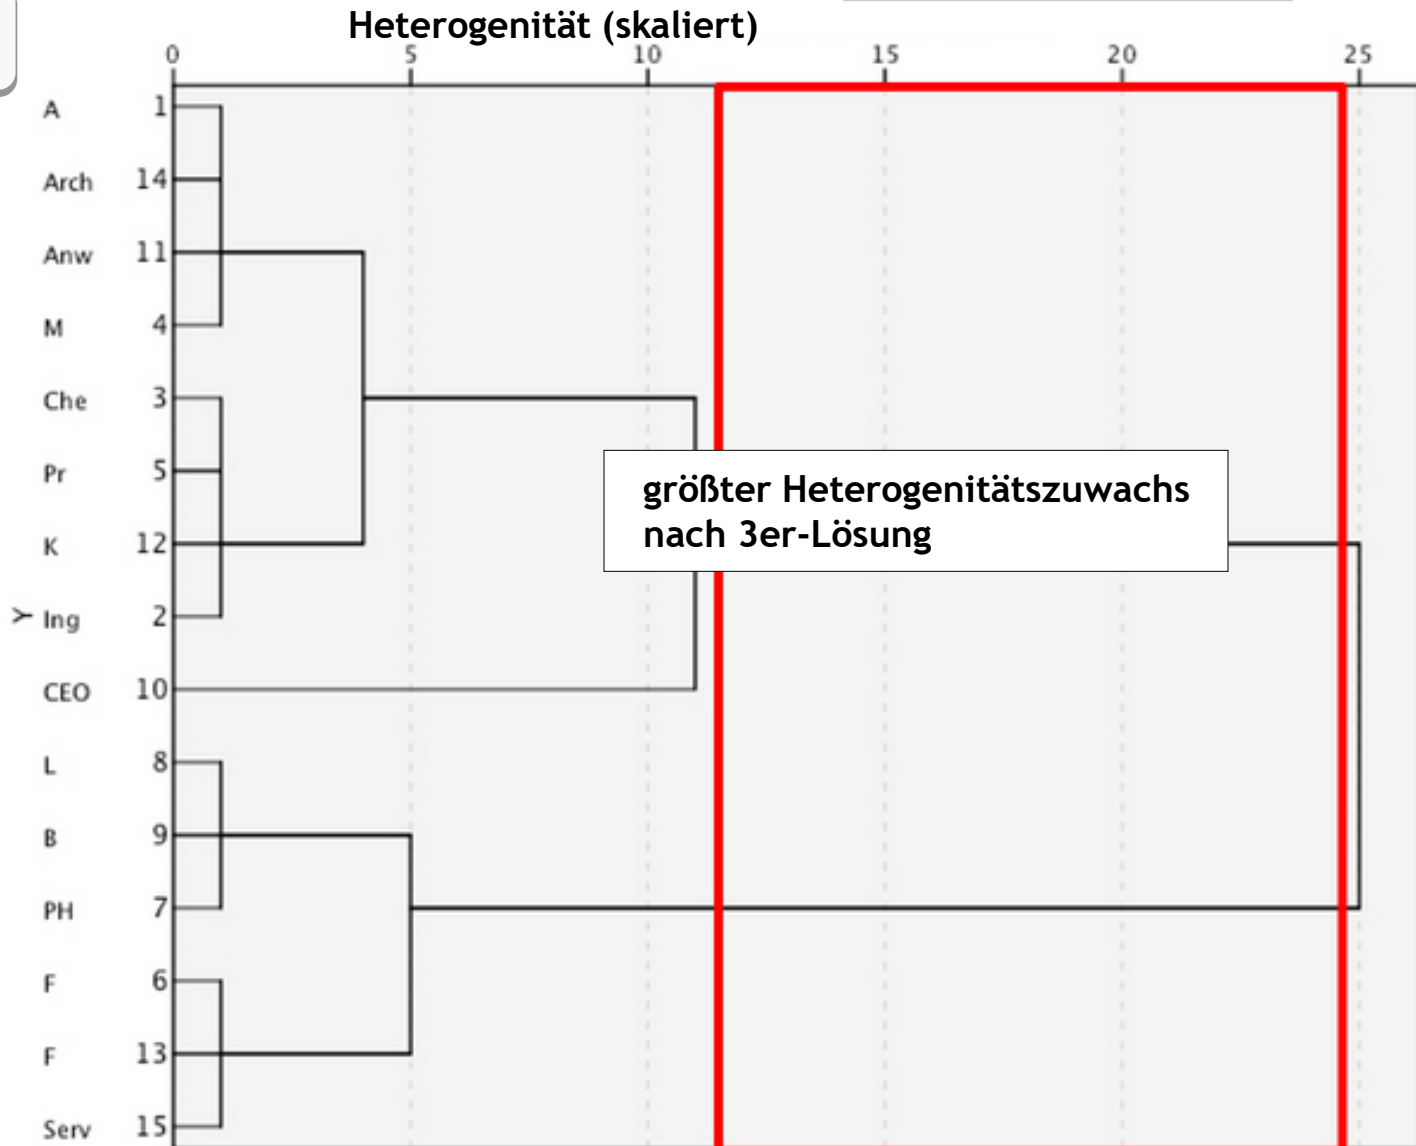 Heterogenität (skaliert)
0 5 10 15 20 25
A 1
Arch 14
Anw 11
M 4
Che 3
Pr 5
größter Heterogenitätszuwachs
nach 3er-Lösung
K 12
Y
Ing 2
CEO 10
L 8
B 9
PH 7
F 6
F 13
Serv 15